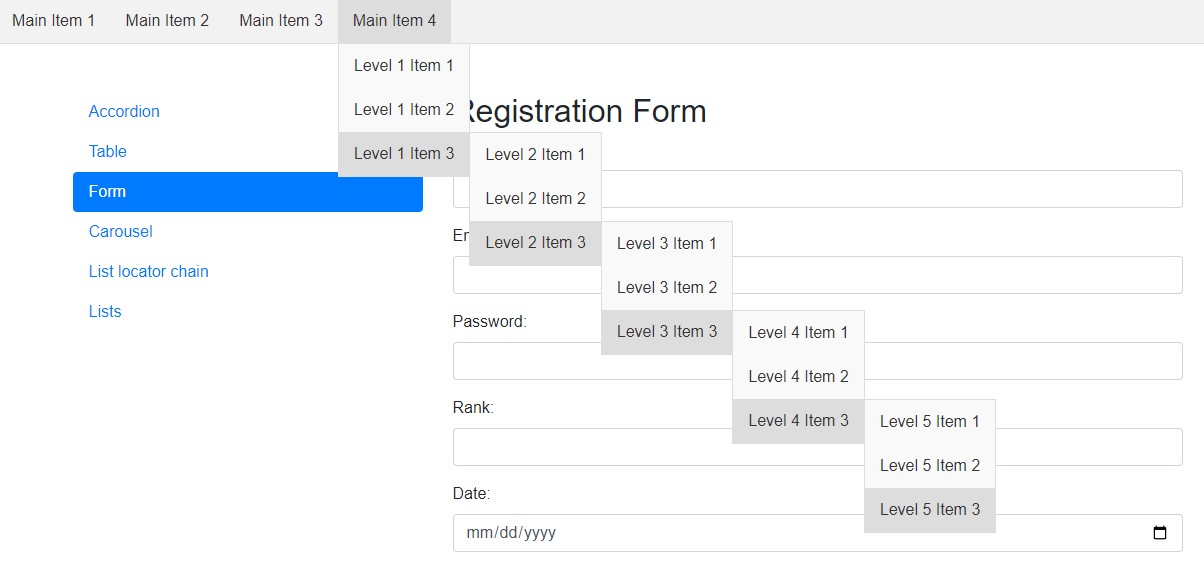 Main Item 1 Main Item 2 Main Item 3 Main Item 4
Level 1 Item 1
Level 1 Item 2
Level 1 Item 3
Level 2 Item 1
Level 2 Item 2
Level 2 Item 3
Level 3 Item 1
Level 3 Item 2
Level 3 Item 3
Level 4 Item 1
Level 4 Item 2
Level 4 Item 3
Level 5 Item 1
Level 5 Item 2
Level 5 Item 3
Accordion
Table
Form
Carousel
List locator chain
Lists
Registration Form
Password:
Rank:
Date:
mm/dd/yyyy